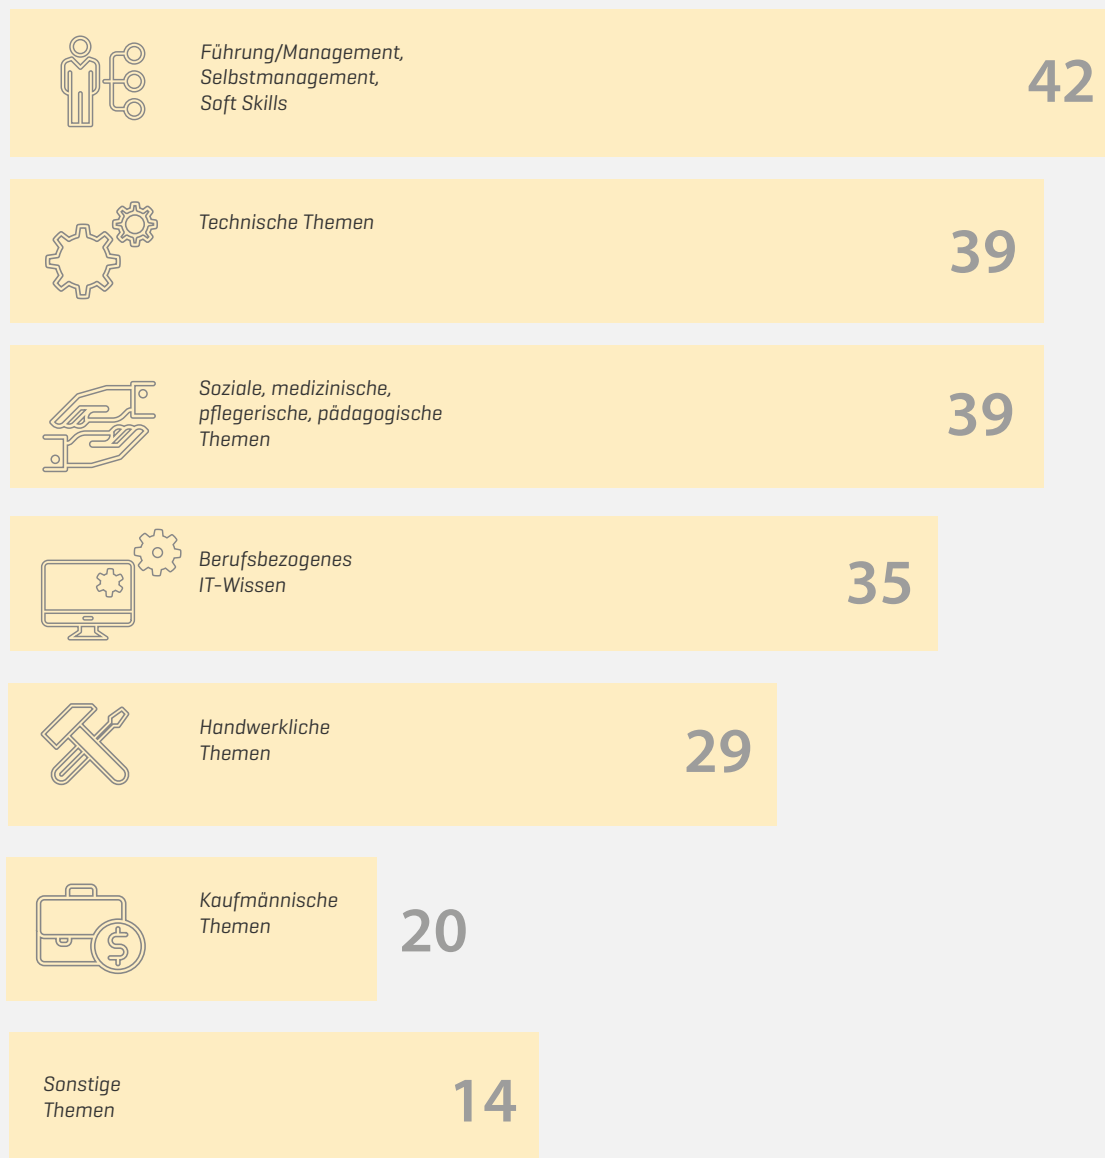 Führung/Management,
Selbstmanagement,
Soft Skills
42
Technische Themen
39
Soziale, medizinische,
pflegerische, pädagogische
Themen
39
Berufsbezogenes
IT-Wissen
35
Handwerkliche
Themen
29
Kaufmännische
Themen
20
Sonstige
Themen
14